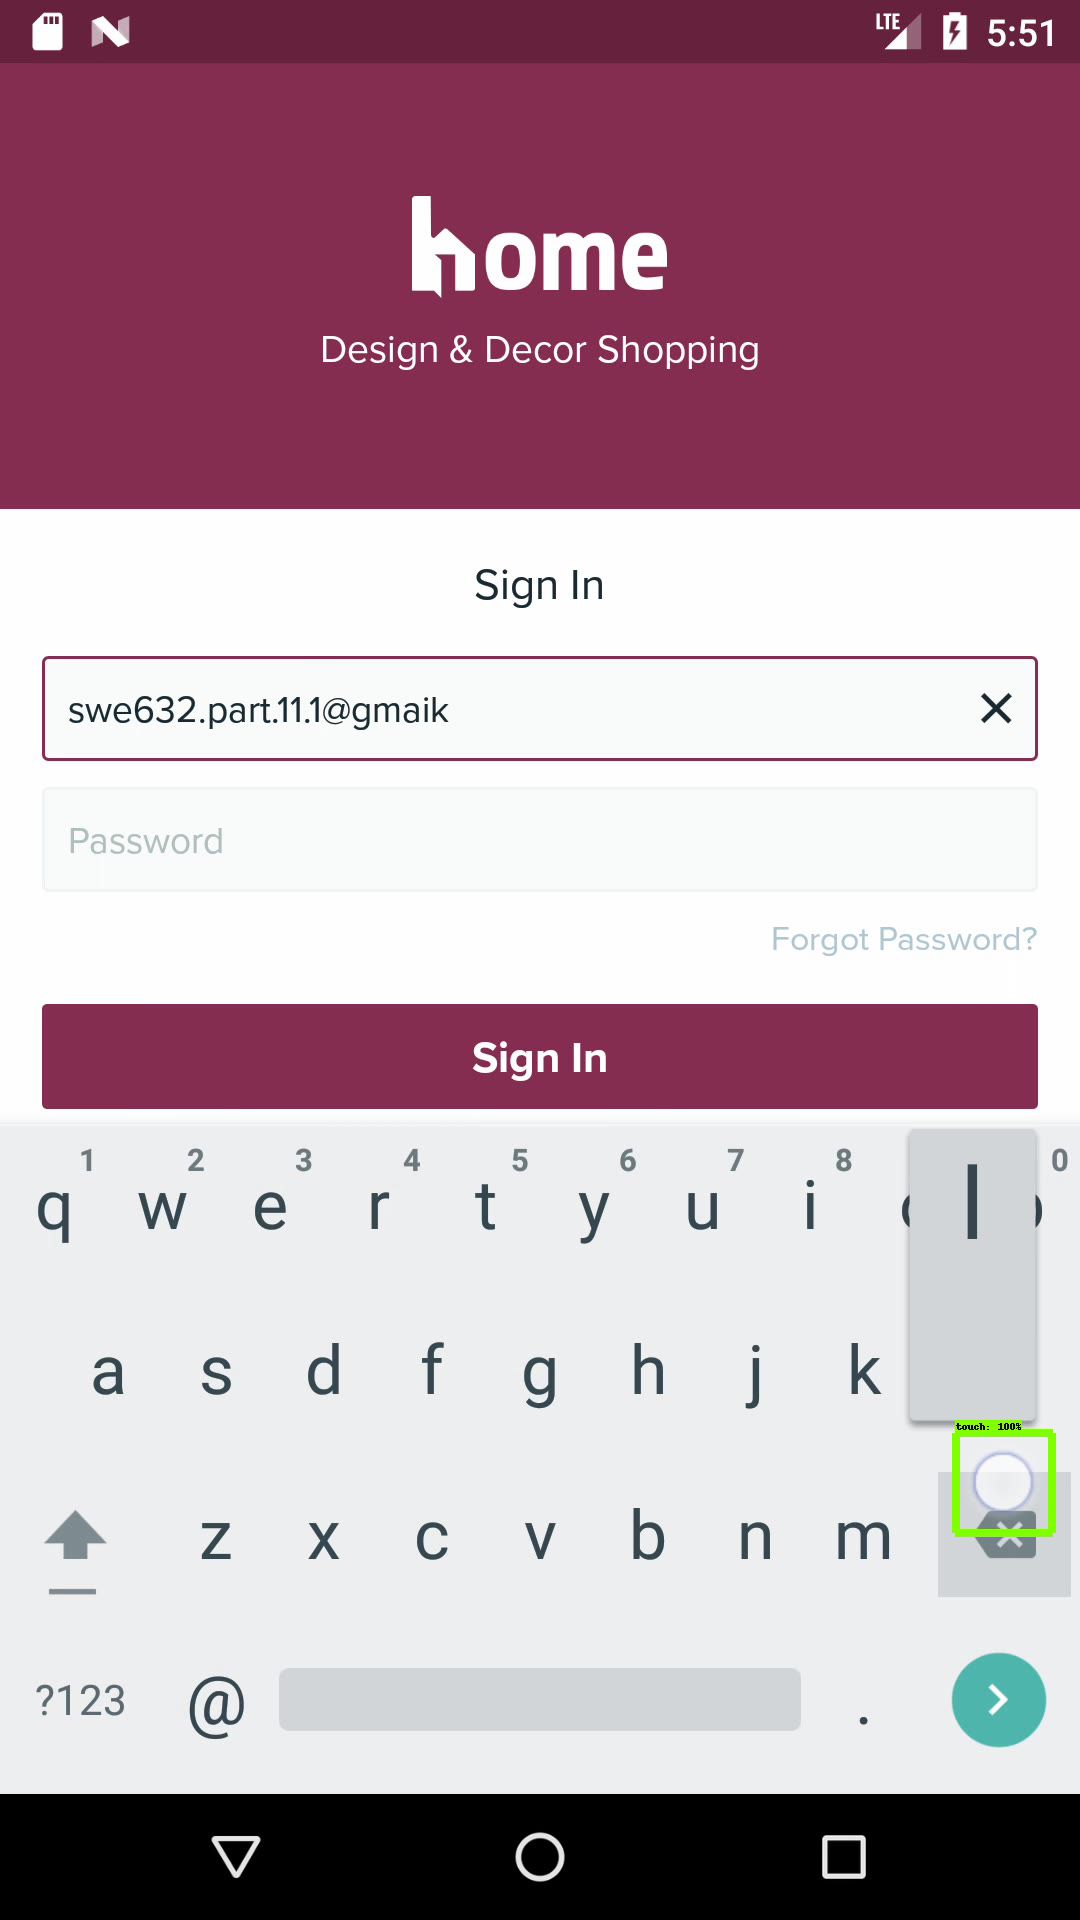 LTE 5:51
home
Design & Decor Shopping
Sign In
swe632.part.11.1@gmaik
Password
Forgot Password?
Sign In
1 2 3 4 5 6 7 8 0
q w e r t y u i l
a s d f g h j k
touch: 100%
z x c v b n m
?123 @ .